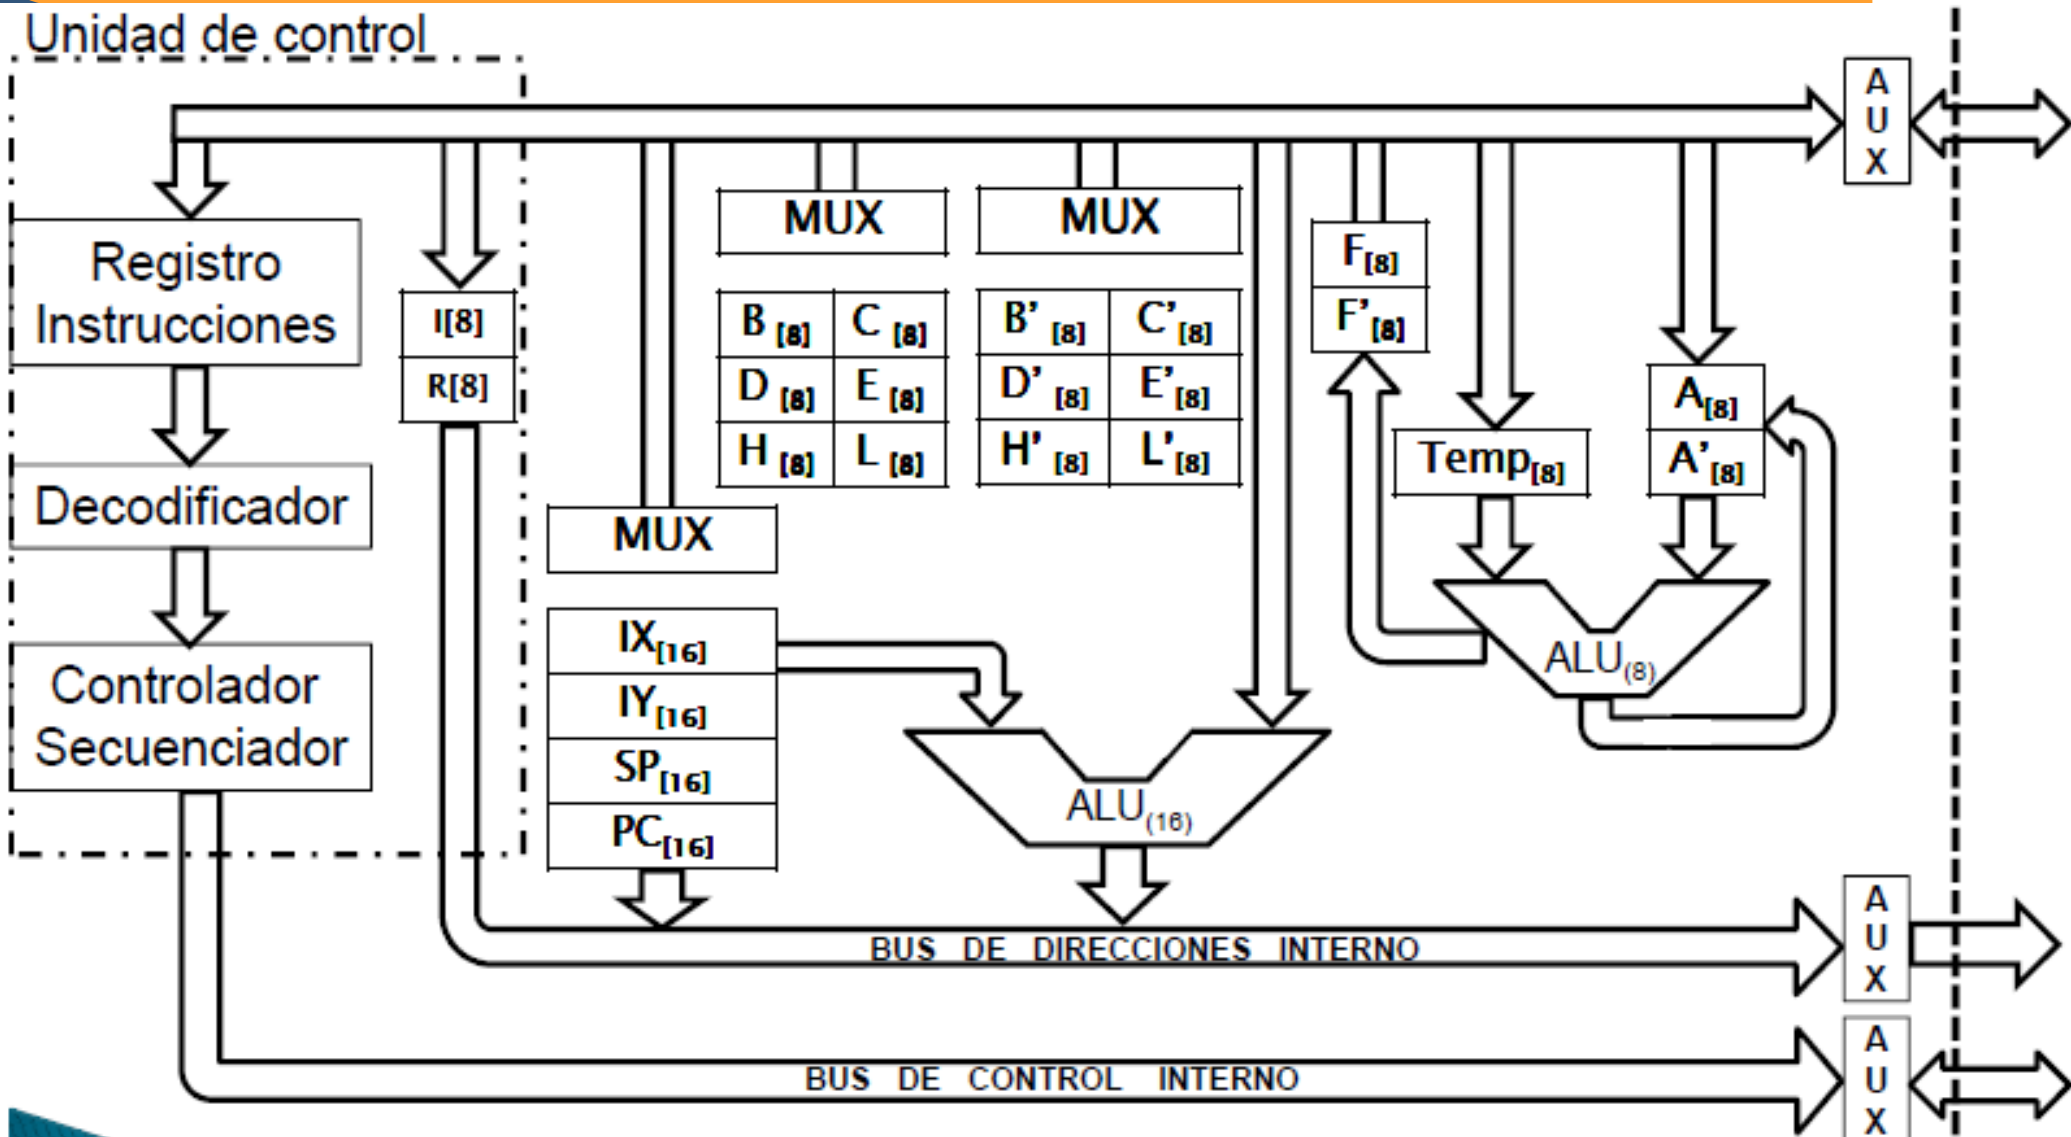 Unidad de control
A
U
X
MUX
MUX
Registro
Instrucciones
I[8]
R[8]
B [8] C [8]
D [8] E [8]
H [8] L [8]
B' [8] C'[8]
D' [8] E'[8]
H' [8] L'[8]
F[8]
F'[8]
Temp[8]
A[8]
A'[8]
Decodificador
MUX
Controlador
Secuenciador
IX[16]
IY[16]
SP[16]
PC[16]
ALU(16)
ALU(8)
BUS DE DIRECCIONES INTERNO
A
U
X
BUS DE CONTROL INTERNO
A
U
X